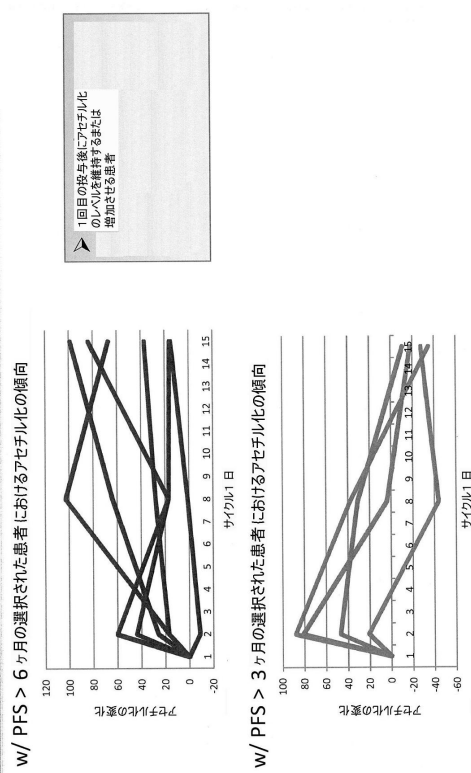 w/ PFS > 6ヶ月の選択された患者におけるアセチル化の傾向
アセチル化の変化
120
100
80
60
40
20
0
-20
1 2 3 4 5 6 7 8 9 10 11 12 13 14 15
サイクル1 日
➤ 1回目の投与後にアセチル化
のレベルを維持するまたは
増加させる患者
w/ PFS > 3ヶ月の選択された患者におけるアセチル化の傾向
アセチル化の変化
100
80
60
40
20
0
-20
-40
-60
1 2 3 4 5 6 7 8 9 10 11 12 13 14 15
サイクル1 日